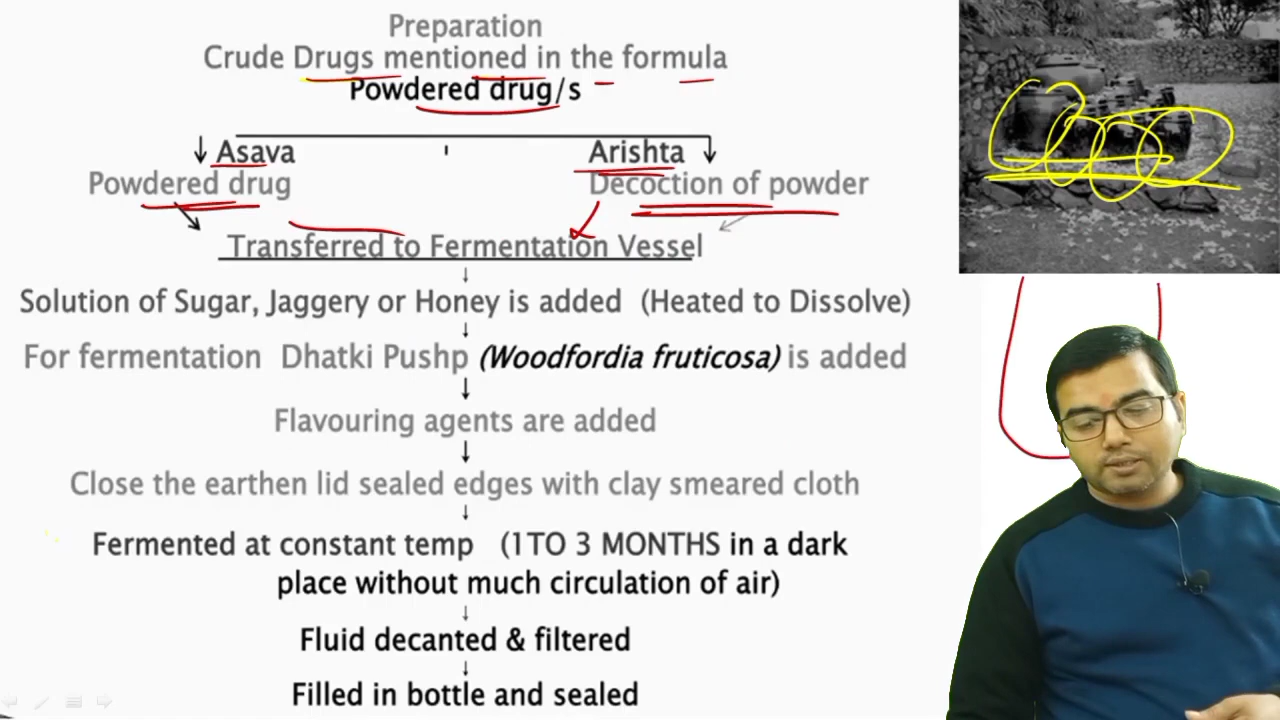 Preparation
Crude Drugs mentioned in the formula
Powdered drug/s
Asava
Arishta
Powdered drug
Decoction of powder
Transferred to Fermentation Vessel
Solution of Sugar, Jaggery or Honey is added (Heated to Dissolve)
For fermentation Dhatki Pushp (Woodfordia fruticosa) is added
Flavouring agents are added
Close the earthen lid sealed edges with clay smeared cloth
Fermented at constant temp (1TO 3 MONTHS in a dark
place without much circulation of air)
Fluid decanted & filtered
Filled in bottle and sealed